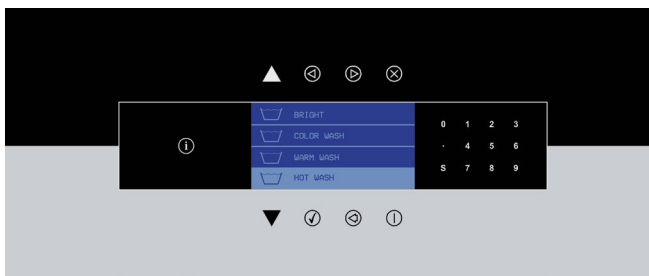 BRIGHT
COLOR WASH
WARM WASH
HOT WASH
0 1 2 3
· 4 5 6
S 7 8 9
i